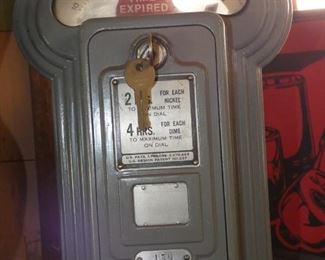 EXPIRED
2 HRS. FOR EACH NICKEL
TO MAXIMUM TIME
ON DIAL
4 HRS. FOR EACH DIME
TO MAXIMUM TIME
ON DIAL